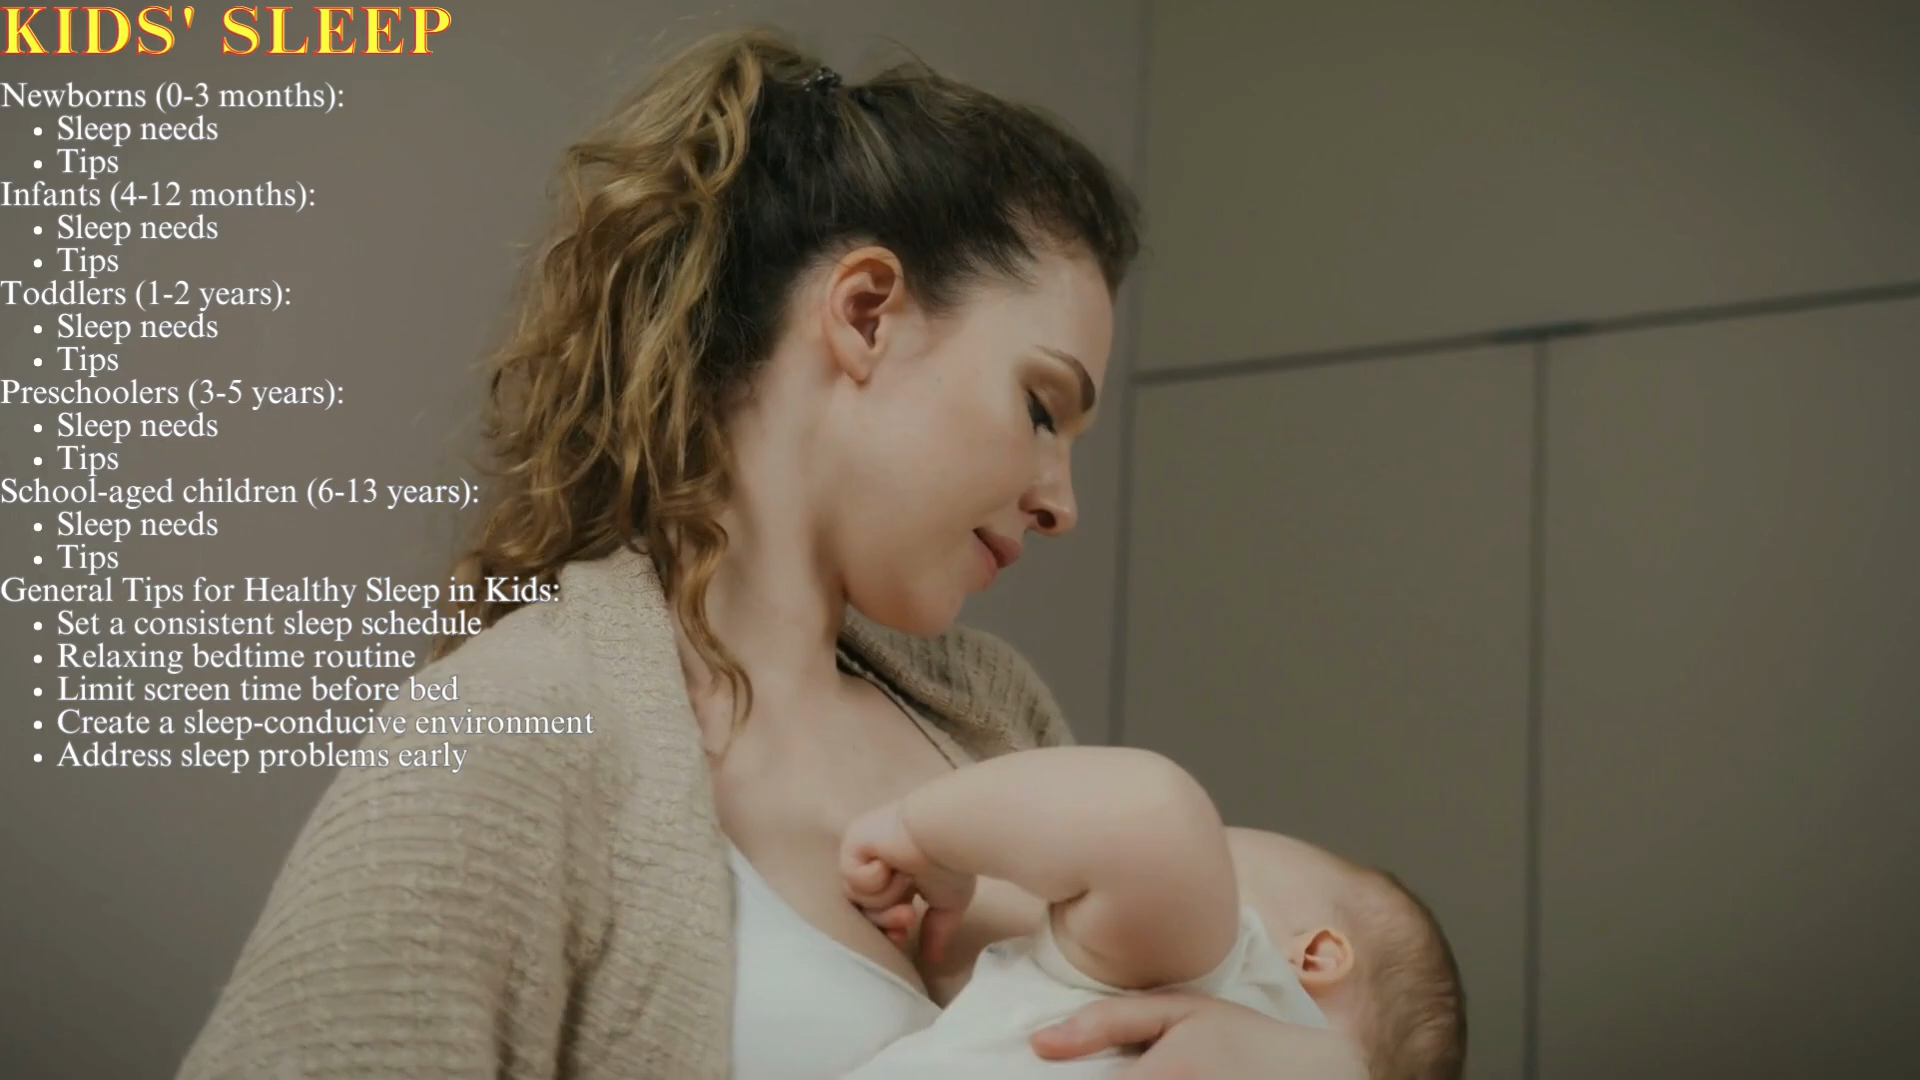 KIDS' SLEEP
Newborns (0-3 months):
• Sleep needs
• Tips
Infants (4-12 months):
• Sleep needs
• Tips
Toddlers (1-2 years):
• Sleep needs
• Tips
Preschoolers (3-5 years):
• Sleep needs
• Tips
School-aged children (6-13 years):
• Sleep needs
• Tips
General Tips for Healthy Sleep in Kids:
• Set a consistent sleep schedule
• Relaxing bedtime routine
• Limit screen time before bed
• Create a sleep-conducive environment
• Address sleep problems early